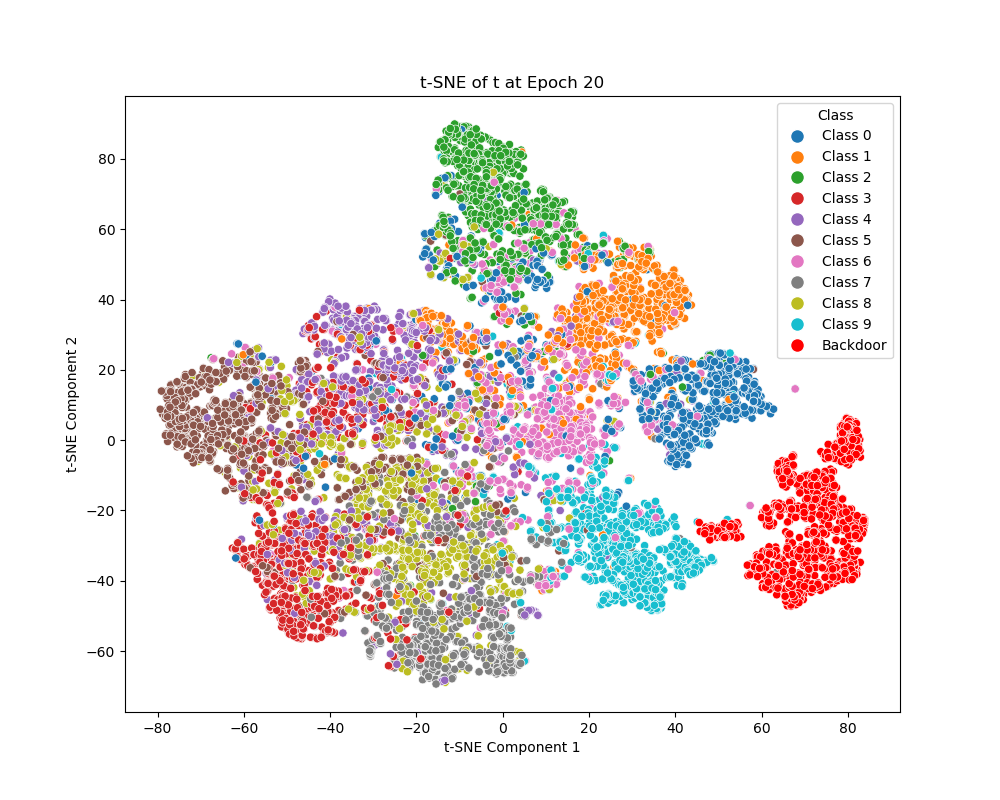 t-SNE of t at Epoch 20
Class
Class 0
Class 1
Class 2
Class 3
Class 4
Class 5
Class 6
Class 7
Class 8
Class 9
Backdoor
t-SNE Component 2
80
60
40
20
0
−20
−40
−60
−80 −60 −40 −20 0 20 40 60 80
t-SNE Component 1